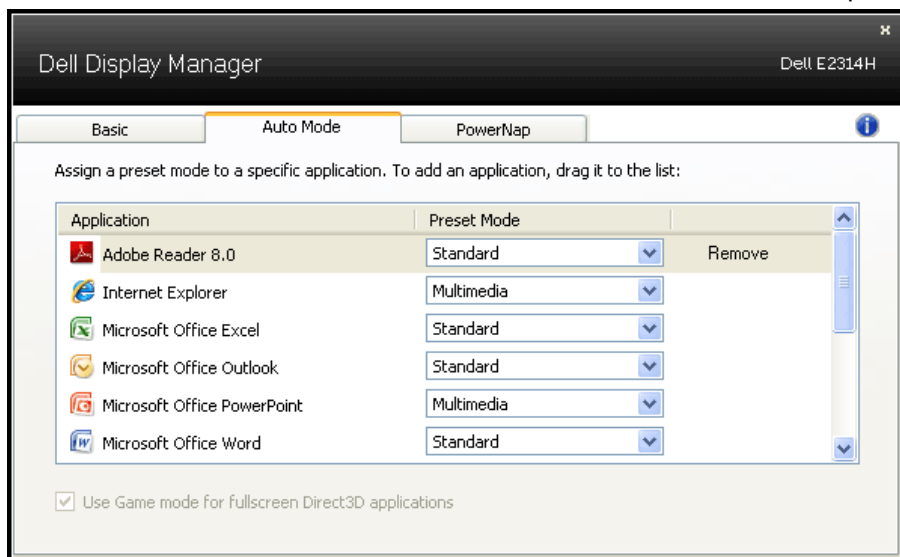 x
Dell Display Manager
Dell E2314H
Basic Auto Mode PowerNap
Assign a preset mode to a specific application. To add an application, drag it to the list:
Application Preset Mode
Adobe Reader 8.0 Standard Remove
Internet Explorer Multimedia
Microsoft Office Excel Standard
Microsoft Office Outlook Standard
Microsoft Office PowerPoint Multimedia
Microsoft Office Word Standard
Use Game mode for fullscreen Direct3D applications